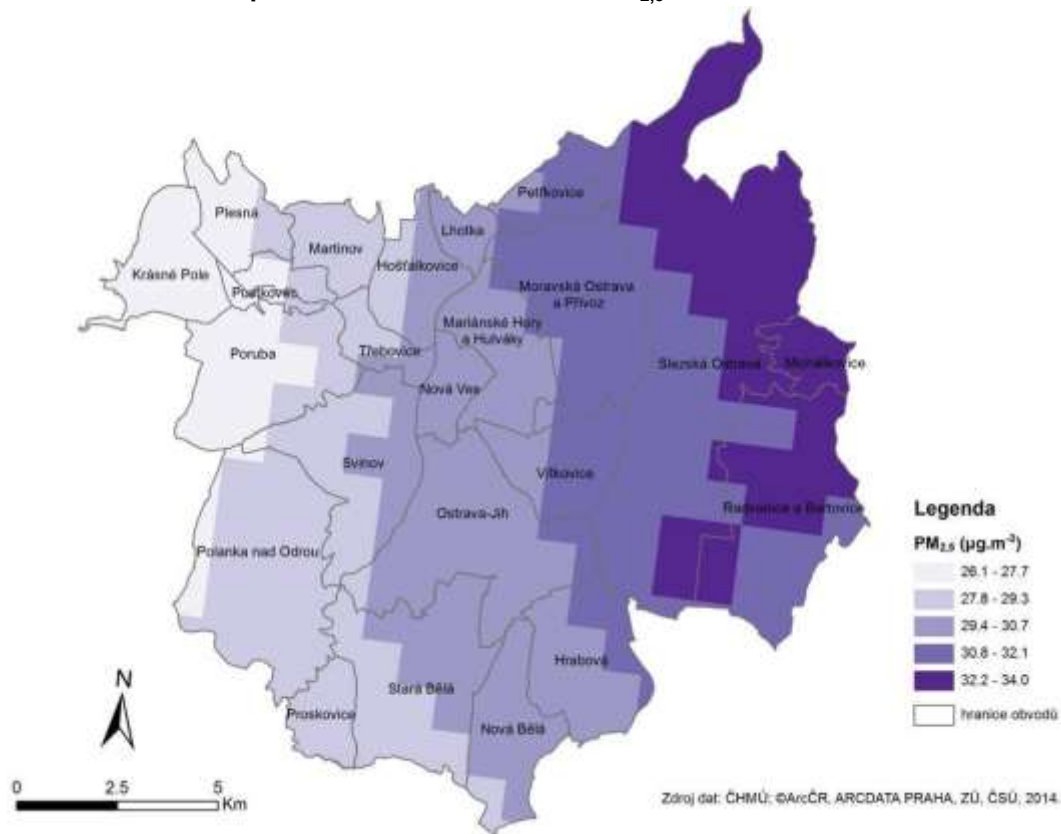 2,5
Plesná
Petřkovice
Martinov
Lhotka
Hošťálkovice
Krásné Pole
Pustkovec
Moravská Ostrava
a Přívoz
Mariánské Hory
a Hulváky
Poruba
Třebovice
Slezská Ostrava
Michálkovice
Nová Ves
Svinov
Vítkovice
Ostrava-Jih
Radvanice a Bartovice
Polanka nad Odrou
Hrabová
Stará Bělá
Proskovice
Nová Bělá
Legenda
PM2,5 (µg.m-3)
26.1 - 27.7
27.8 - 29.3
29.4 - 30.7
30.8 - 32.1
32.2 - 34.0
hranice obvodů
N
0 2.5 5
Km
Zdroj dat: ČHMÚ; ©ArcČR, ARCDATA PRAHA, ZÚ, ČSÚ, 2014.